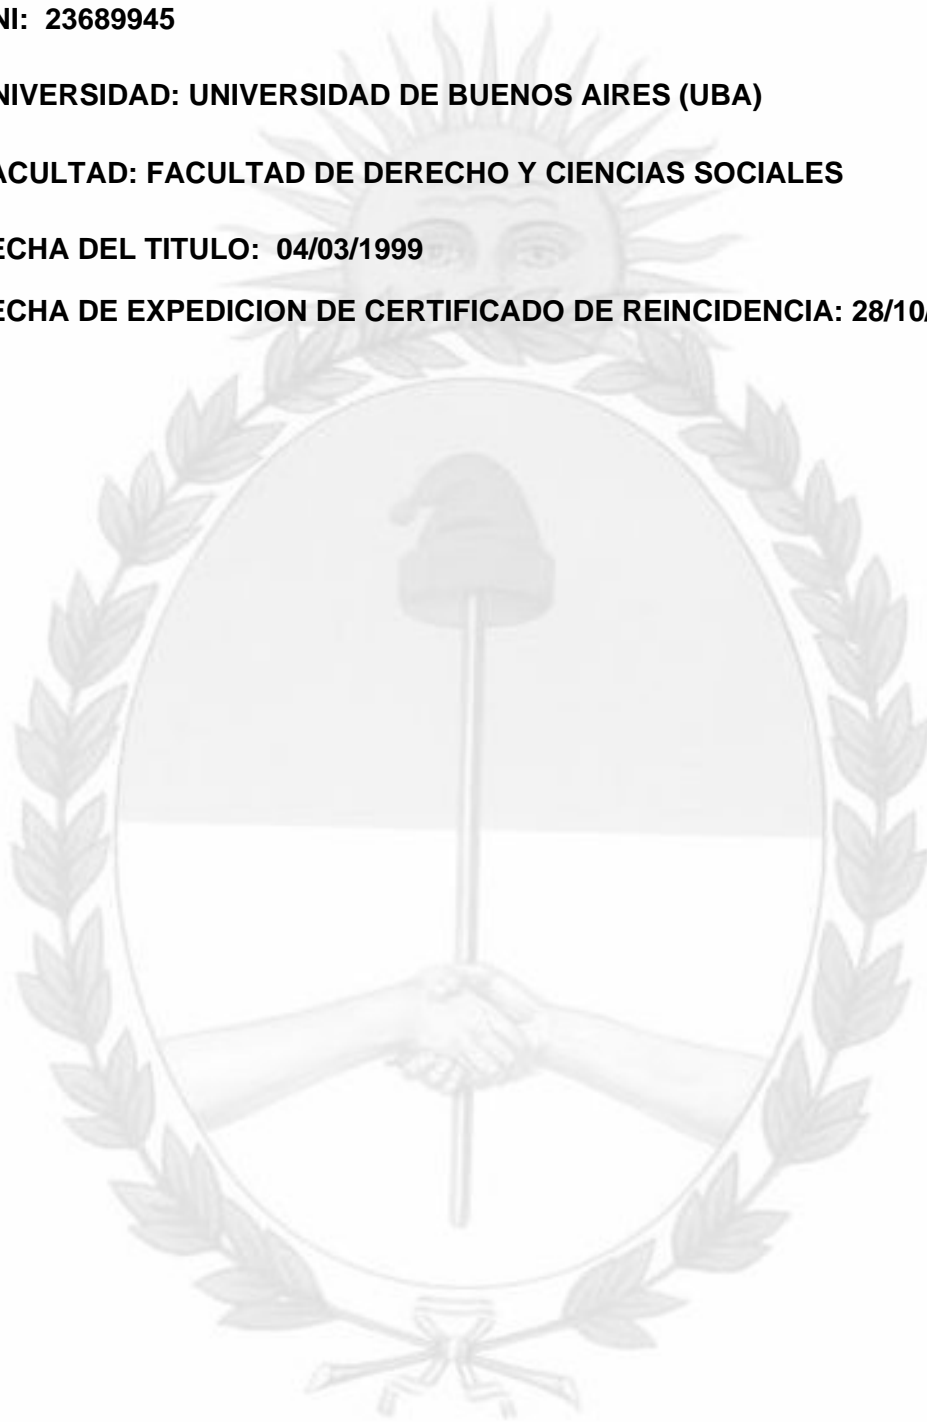 NI: 23689945
NIVERSIDAD: UNIVERSIDAD DE BUENOS AIRES (UBA)
ACULTAD: FACULTAD DE DERECHO Y CIENCIAS SOCIALES
ECHA DEL TITULO: 04/03/1999
ECHA DE EXPEDICION DE CERTIFICADO DE REINCIDENCIA: 28/10/